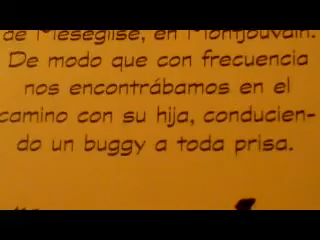 de Méséglise, en Montjouvain.
De modo que con frecuencia
nos encontrábamos en el
camino con su hija, conducien-
do un buggy a toda prisa.